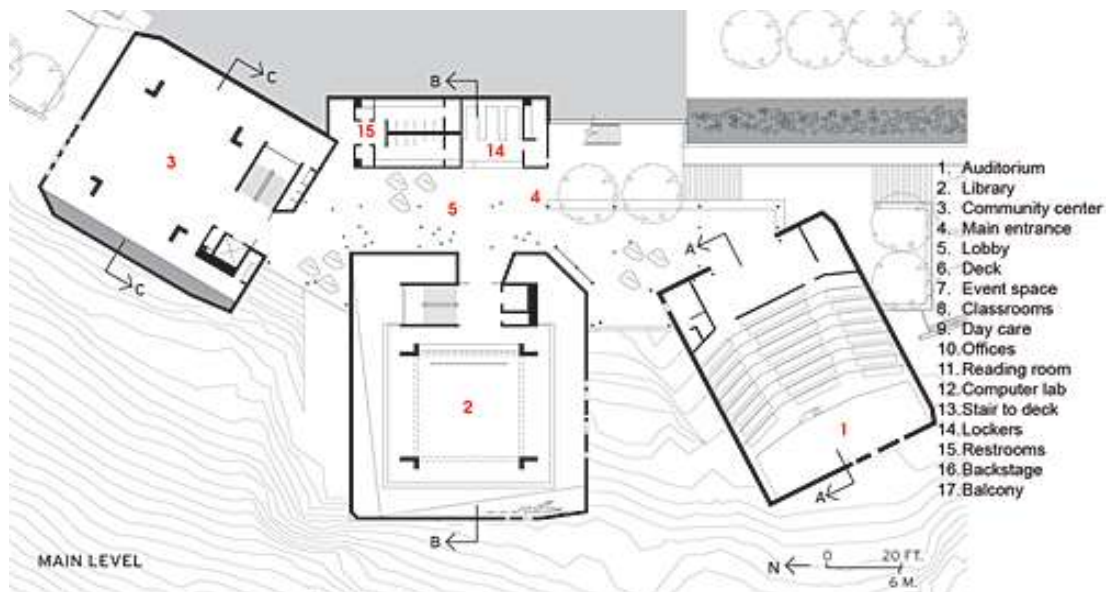 C
B
15
14
3
5
4
A
C
2
1
A
B
1. Auditorium
2. Library
3. Community center
4. Main entrance
5. Lobby
6. Deck
7. Event space
8. Classrooms
9. Day care
10. Offices
11. Reading room
12. Computer lab
13. Stair to deck
14. Lockers
15. Restrooms
16. Backstage
17. Balcony
MAIN LEVEL
N 0 20 FT.
6 M.